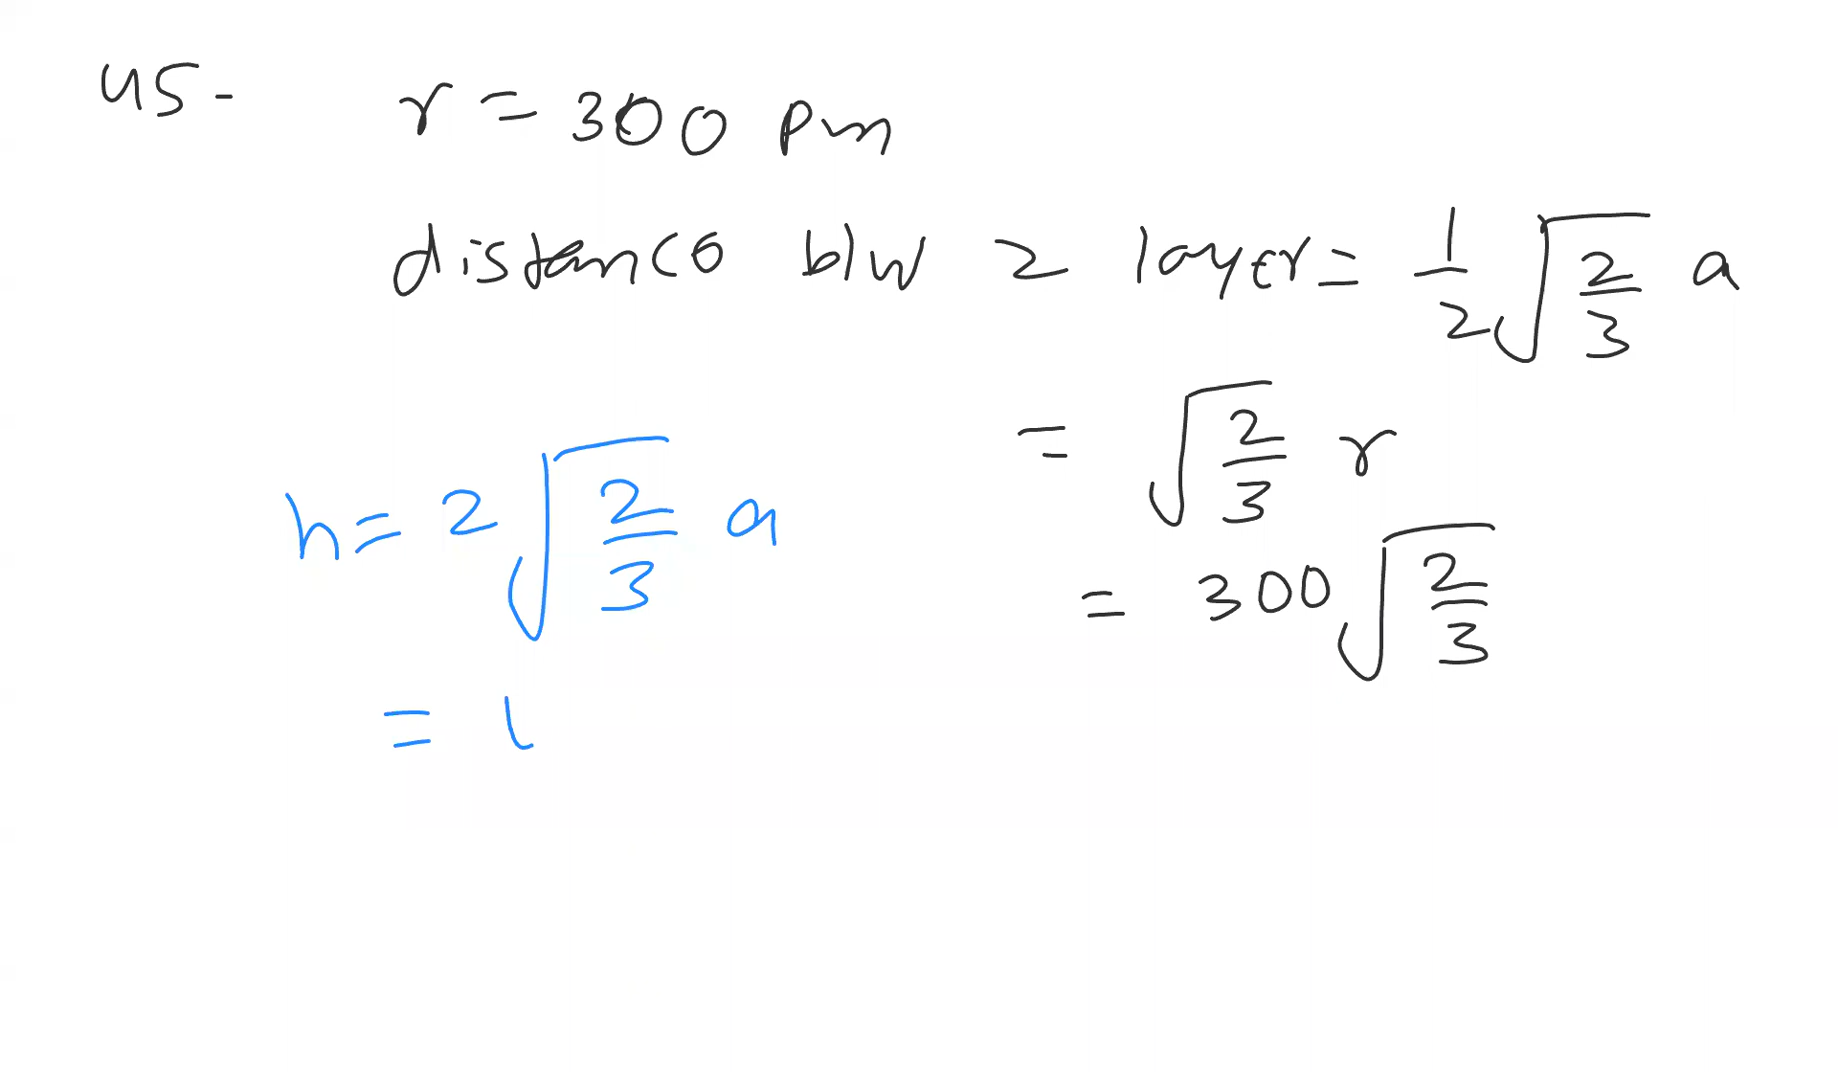 45- r = 300 pm
distance b/w 2 layer = 1/2 √(2/3) a
= √(2/3) r
h = 2 √(2/3) a
= 300 √(2/3)
= l